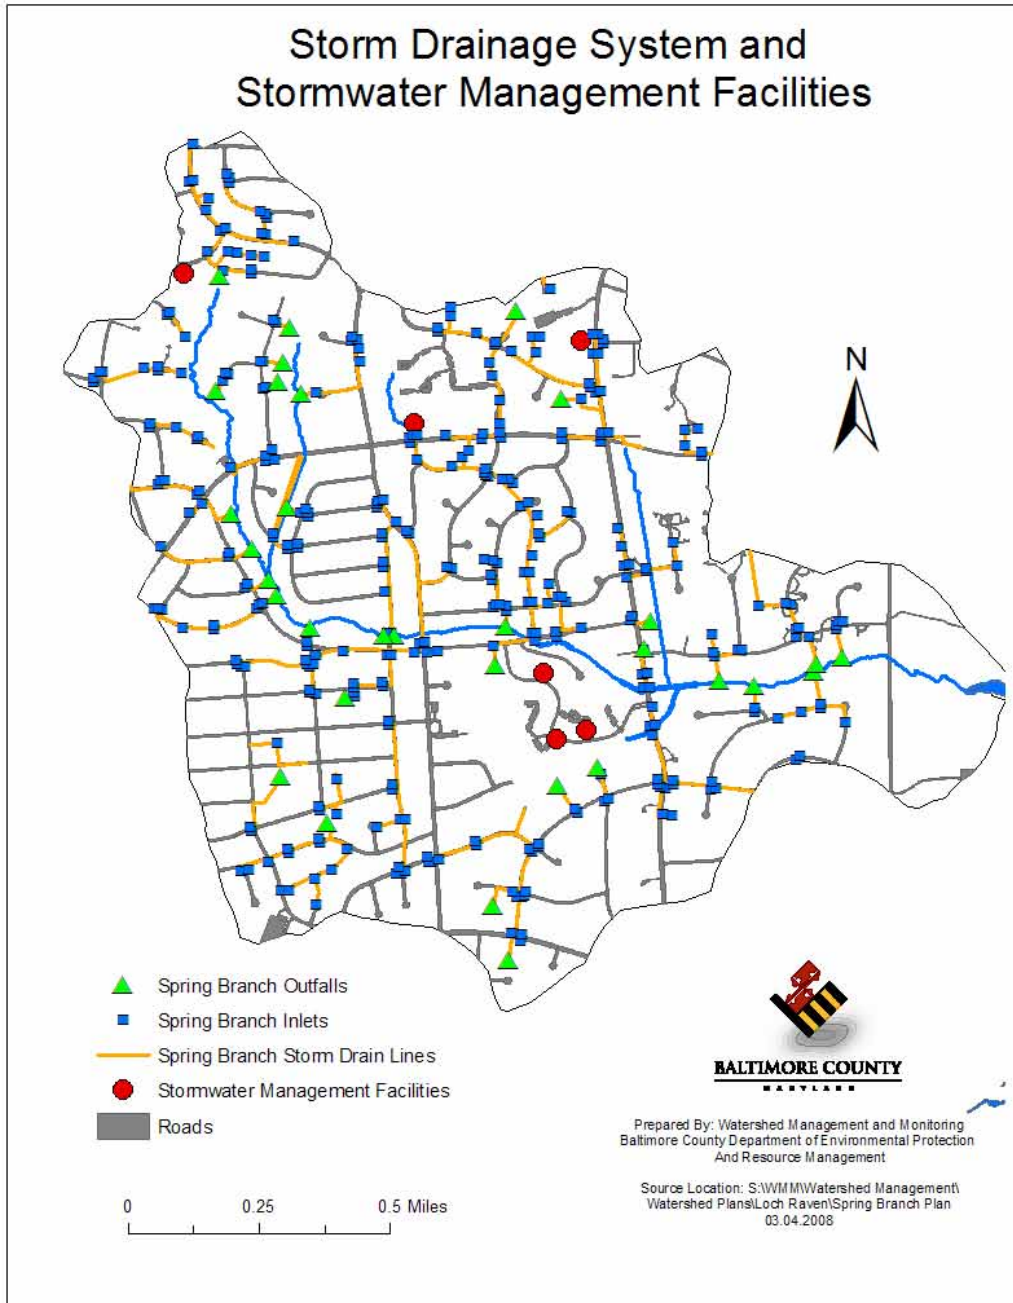 Storm Drainage System and
Stormwater Management Facilities
N
Spring Branch Outfalls
Spring Branch Inlets
Spring Branch Storm Drain Lines
Stormwater Management Facilities
Roads
0 0.25 0.5 Miles
BALTIMORE COUNTY
MARYLAND
Prepared By: Watershed Management and Monitoring
Baltimore County Department of Environmental Protection
And Resource Management
Source Location: S:\WMM\Watershed Management\
Watershed Plans\Loch Raven\Spring Branch Plan
03.04.2008